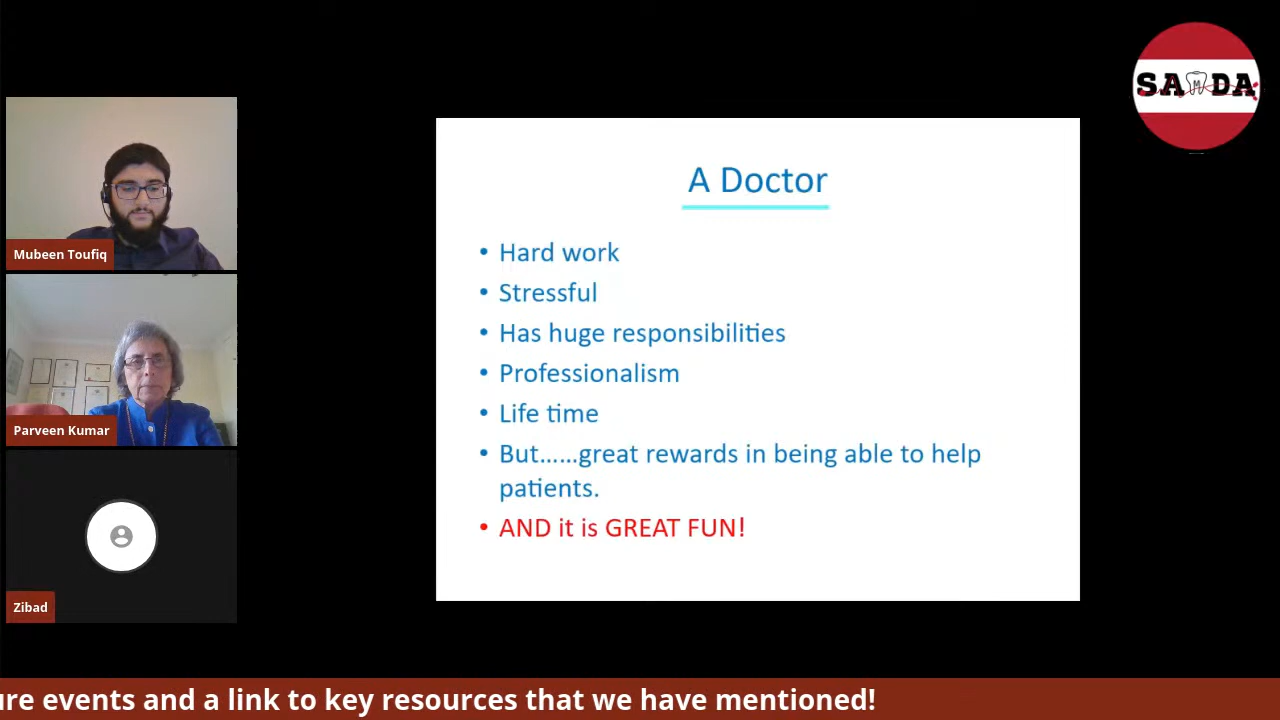 SAMDA
Mubeen Toufiq
Parveen Kumar
Zibad
A Doctor
• Hard work
• Stressful
• Has huge responsibilities
• Professionalism
• Life time
• But……great rewards in being able to help
patients.
• AND it is GREAT FUN!
ure events and a link to key resources that we have mentioned!